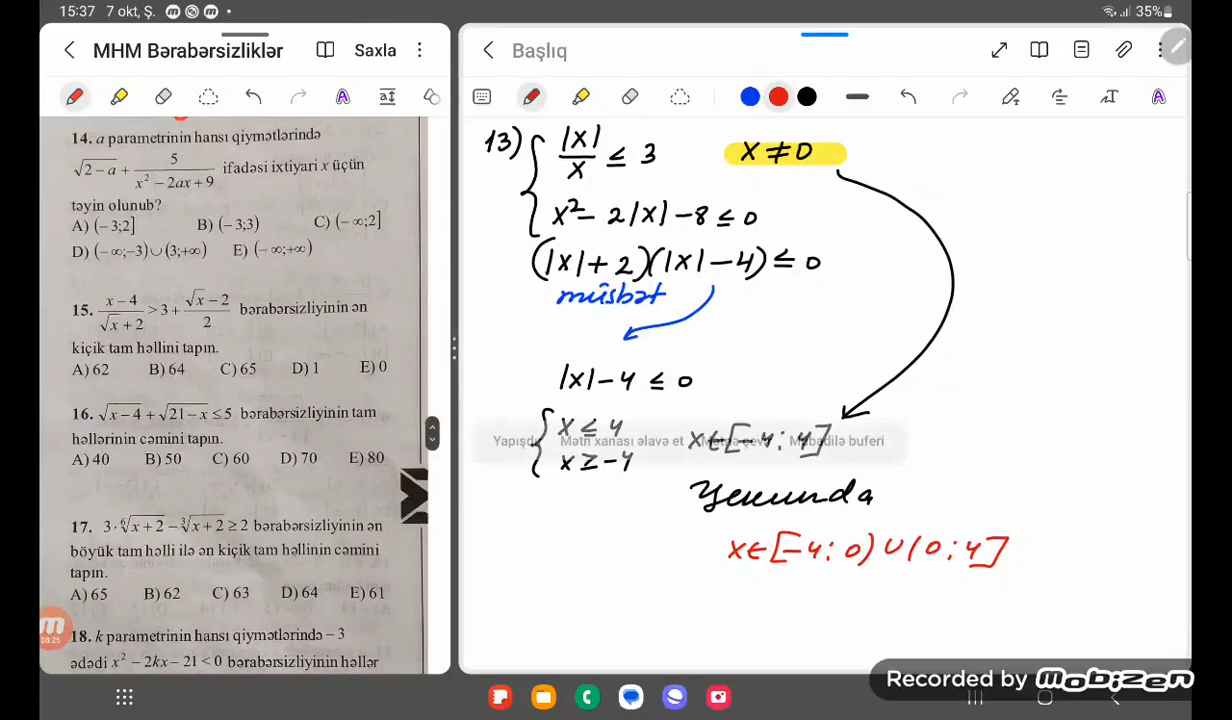 15:37 7 okt, Ş. 35%
MHM Bərabərsizliklər Saxla
14. a parametrinin hansı qiymətlərində
√2−a + 5/(x² − 2ax + 9) ifadəsi ixtiyari x üçün
təyin olunub?
A) (−3;2] B) (−3;3) C) (−∞;2]
D) (−∞;−3)∪(3;+∞) E) (−∞;+∞)
15. (x−4)/(√x+2) > 3 + (√x−2)/2 bərabərsizliyinin ən
kiçik tam həllini tapın.
A) 62 B) 64 C) 65 D) 1 E) 0
16. √x−4 + √21−x ≤ 5 bərabərsizliyinin tam
həllərinin cəmini tapın.
A) 40 B) 50 C) 60 D) 70 E) 80
17. 3·⁶√x+2 − ³√x+2 ≥ 2 bərabərsizliyinin ən
böyük tam həlli ilə ən kiçik tam həllinin cəmini
tapın.
A) 65 B) 62 C) 63 D) 64 E) 61
08:25
18. k parametrinin hansı qiymətlərində −3
ədədi x² − 2kx − 21 < 0 bərabərsizliyinin həllər
Başlıq
13) |x|/x ≤ 3 x ≠ 0
x² − 2|x| − 8 ≤ 0
(|x| + 2)(|x| − 4) ≤ 0
müsbət
|x| − 4 ≤ 0
x ≤ 4
Yapışdır Mətn xanası əlavə et Mübadilə buferi
x ∈ [−4; 4]
x ≥ −4
Yekunda
x ∈ [−4; 0) ∪ (0; 4]
Recorded by mobizen